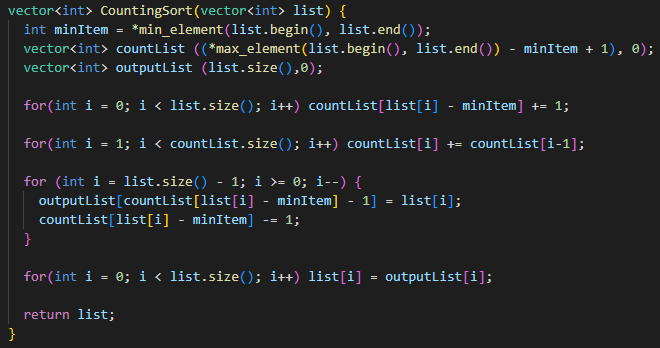 vector<int> CountingSort(vector<int> list) {
int minItem = *min_element(list.begin(), list.end());
vector<int> countList ((*max_element(list.begin(), list.end()) - minItem + 1), 0);
vector<int> outputList (list.size(),0);
for(int i = 0; i < list.size(); i++) countList[list[i] - minItem] += 1;
for(int i = 1; i < countList.size(); i++) countList[i] += countList[i-1];
for (int i = list.size() - 1; i >= 0; i--) {
outputList[countList[list[i] - minItem] - 1] = list[i];
countList[list[i] - minItem] -= 1;
}
for(int i = 0; i < list.size(); i++) list[i] = outputList[i];
return list;
}